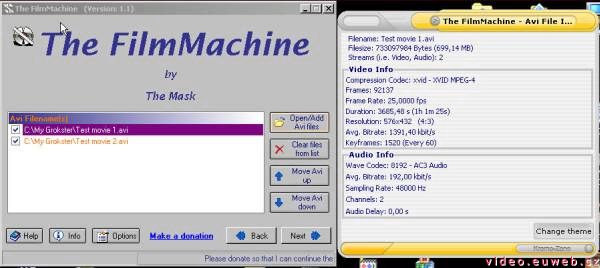 The FilmMachine (Version: 1.1)
The FilmMachine
by
The Mask
Avi Filename(s)
C:\My Grokster\Test movie 1.avi
C:\My Grokster\Test movie 2.avi
Open/Add Avi files
Clear files from list
Move Avi up
Move Avi down
Help
Info
Options
Make a donation
Back
Next
Please donate so that I can continue the
The FilmMachine - Avi File I...
Filename: Test movie 1.avi
Filesize: 733097984 Bytes (699,14 MB)
Streams (i.e. Video, Audio): 2
Video Info
Compression Codec: xvid - XVID MPEG-4
Frames: 92137
Frame Rate: 25,0000 fps
Duration: 3685,48 s (1h 1m 25s)
Resolution: 576x432 (4:3)
Avg. Bitrate: 1391,40 kbit/s
Keyframes: 1520 (Every 60)
Audio Info
Wave Codec: 8192 - AC3 Audio
Avg. Bitrate: 192,00 kbit/s
Sampling Rate: 48000 Hz
Channels: 2
Audio Delay: 0,00 s
Change theme
Kromo-Zone
video.euweb.cz